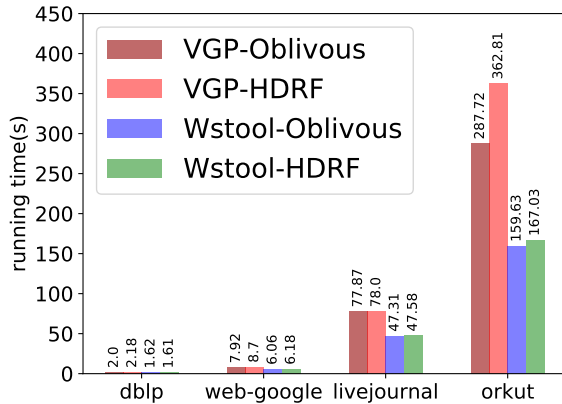 450
400
350
300
250
200
150
100
50
0
running time(s)
VGP-Oblivous
VGP-HDRF
Wstool-Oblivous
Wstool-HDRF
2.0
2.18
1.62
1.61
7.92
8.7
6.06
6.18
77.87
78.0
47.31
47.58
287.72
362.81
159.63
167.03
dblp
web-google
livejournal
orkut